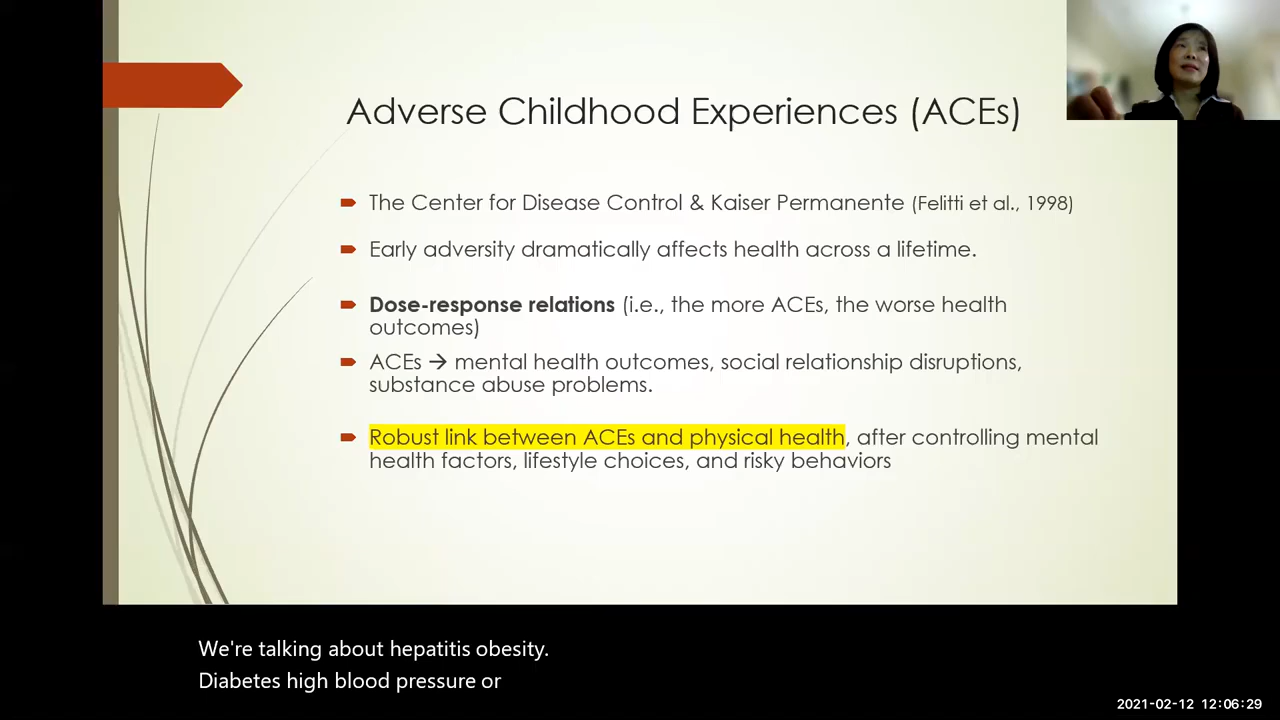 Adverse Childhood Experiences (ACEs)
The Center for Disease Control & Kaiser Permanente (Felitti et al., 1998)
Early adversity dramatically affects health across a lifetime.
Dose-response relations (i.e., the more ACEs, the worse health
outcomes)
ACEs → mental health outcomes, social relationship disruptions,
substance abuse problems.
Robust link between ACEs and physical health, after controlling mental
health factors, lifestyle choices, and risky behaviors
We're talking about hepatitis obesity.
Diabetes high blood pressure or
2021-02-12 12:06:29